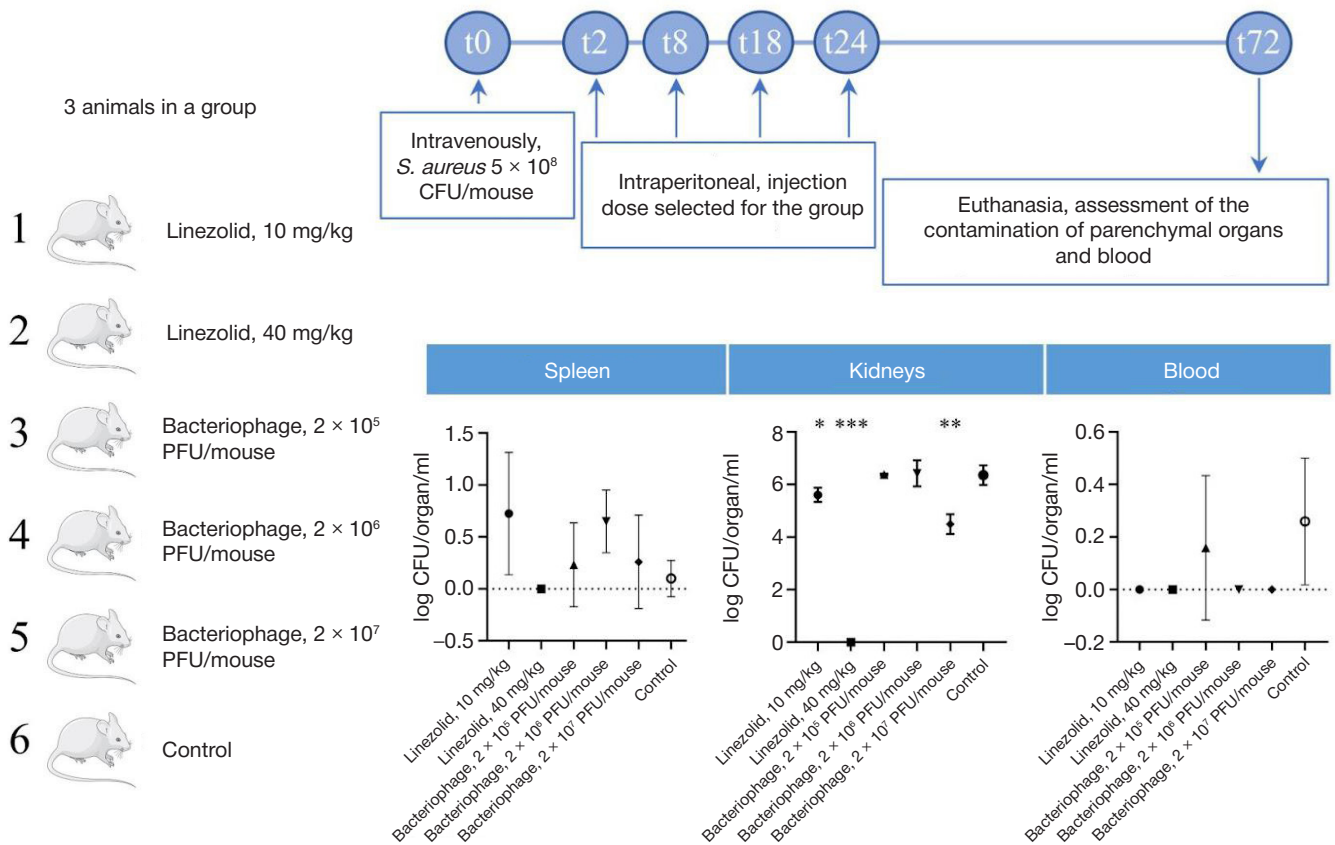 t0
t2
t8
t18
t24
t72
3 animals in a group
Intravenously,
S. aureus 5 × 10⁸
CFU/mouse
Intraperitoneal, injection
dose selected for the group
Euthanasia, assessment of the
contamination of parenchymal organs
and blood
1
Linezolid, 10 mg/kg
2
Linezolid, 40 mg/kg
3
Bacteriophage, 2 × 10⁵
PFU/mouse
4
Bacteriophage, 2 × 10⁶
PFU/mouse
5
Bacteriophage, 2 × 10⁷
PFU/mouse
6
Control
Spleen
log CFU/organ/ml
1.5
1.0
0.5
0.0
–0.5
Linezolid, 10 mg/kg
Linezolid, 40 mg/kg
Bacteriophage, 2 × 10⁵ PFU/mouse
Bacteriophage, 2 × 10⁶ PFU/mouse
Bacteriophage, 2 × 10⁷ PFU/mouse
Control
Kidneys
* *** **
log CFU/organ/ml
8
6
4
2
0
Linezolid, 10 mg/kg
Linezolid, 40 mg/kg
Bacteriophage, 2 × 10⁵ PFU/mouse
Bacteriophage, 2 × 10⁶ PFU/mouse
Bacteriophage, 2 × 10⁷ PFU/mouse
Control
Blood
log CFU/organ/ml
0.6
0.4
0.2
0.0
–0.2
Linezolid, 10 mg/kg
Linezolid, 40 mg/kg
Bacteriophage, 2 × 10⁵ PFU/mouse
Bacteriophage, 2 × 10⁶ PFU/mouse
Bacteriophage, 2 × 10⁷ PFU/mouse
Control